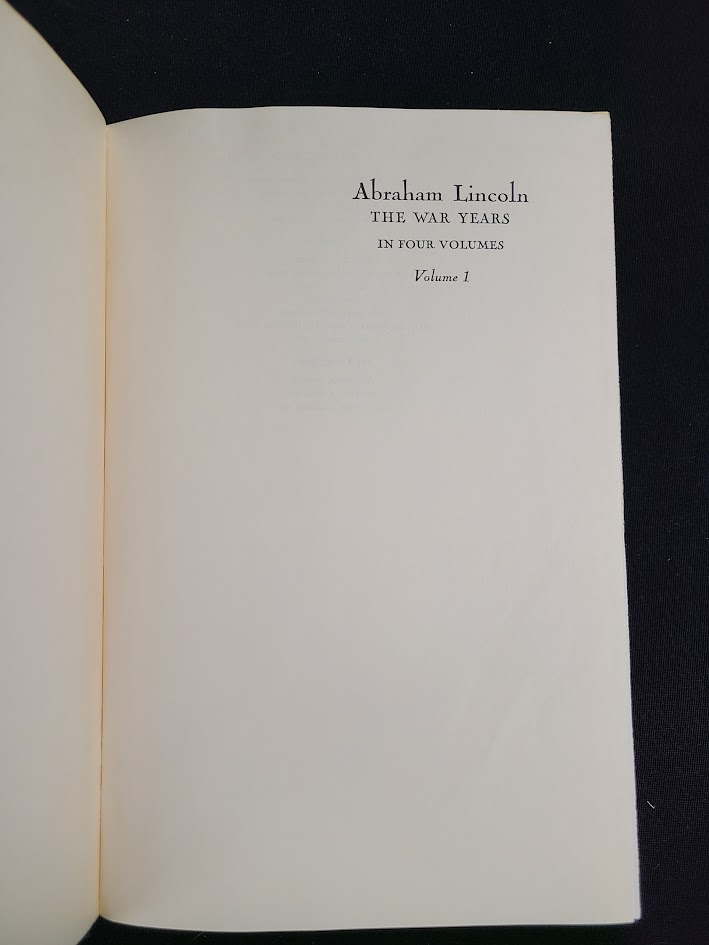 Abraham Lincoln
THE WAR YEARS
IN FOUR VOLUMES
Volume 1